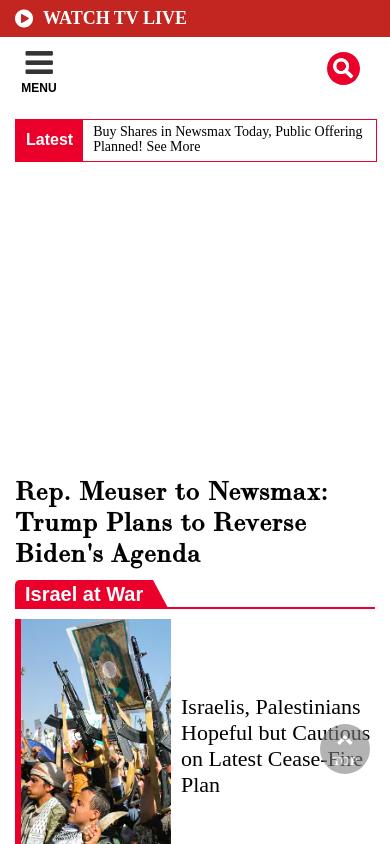 WATCH TV LIVE
MENU
Latest
Buy Shares in Newsmax Today, Public Offering
Planned! See More
Rep. Meuser to Newsmax:
Trump Plans to Reverse
Biden's Agenda
Israel at War
Israelis, Palestinians
Hopeful but Cautious
on Latest Cease-Fire
Plan